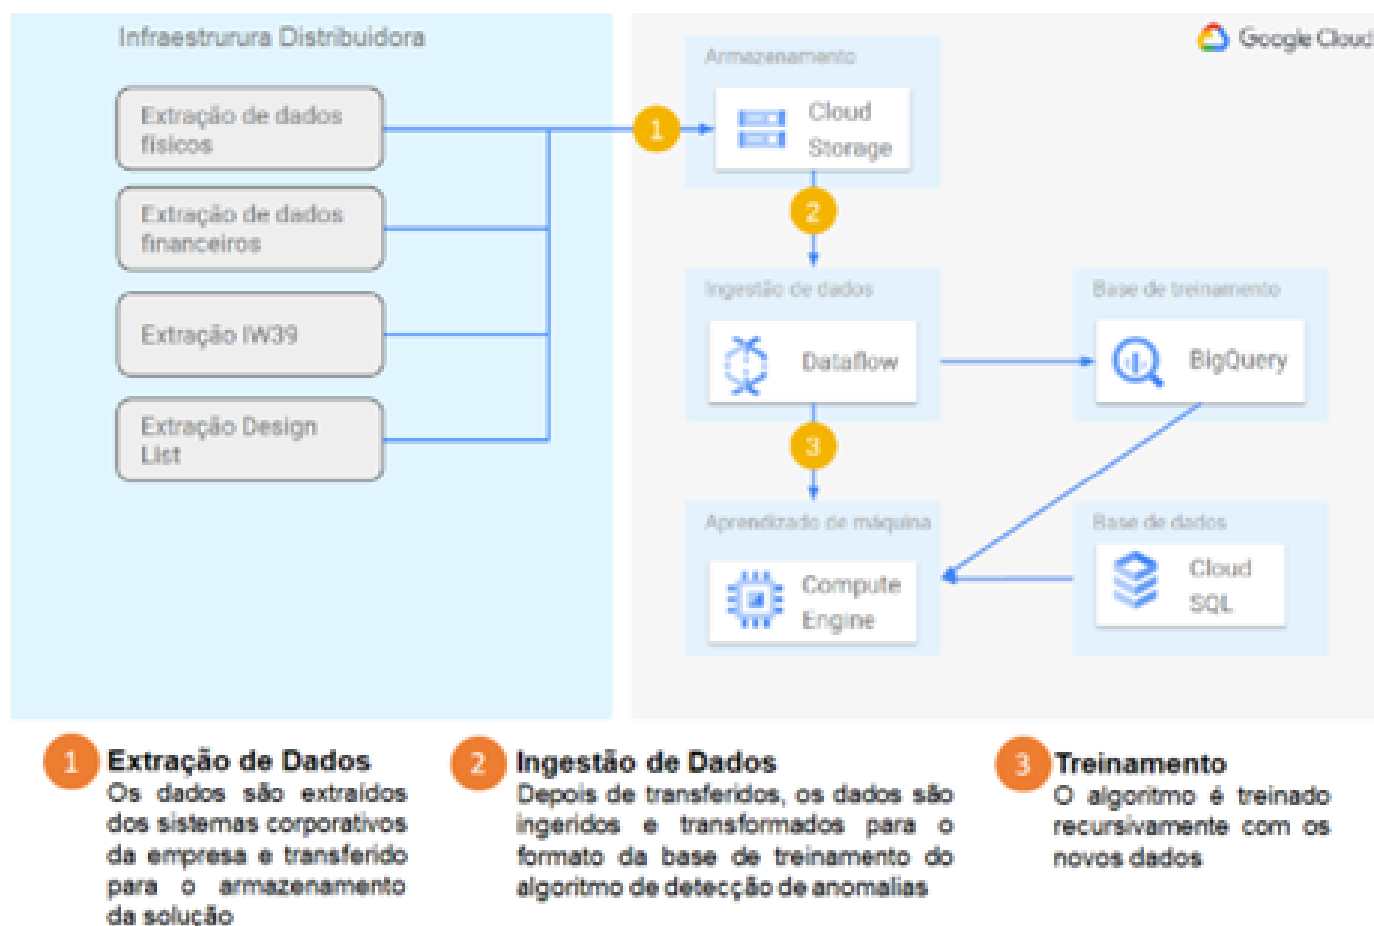 Infraestrurura Distribuidora
Extração de dados
físicos
Extração de dados
financeiros
Extração IW39
Extração Design
List
Google Cloud
Armazenamento
1
Cloud
Storage
2
Ingestão de dados
Dataflow
Base de treinamento
BigQuery
3
Aprendizado de máquina
Compute
Engine
Base de dados
Cloud
SQL
1 Extração de Dados
Os dados são extraídos
dos sistemas corporativos
da empresa e transferido
para o armazenamento
da solução
2 Ingestão de Dados
Depois de transferidos, os dados são
ingeridos e transformados para o
formato da base de treinamento do
algoritmo de detecção de anomalias
3 Treinamento
O algoritmo é treinado
recursivamente com os
novos dados